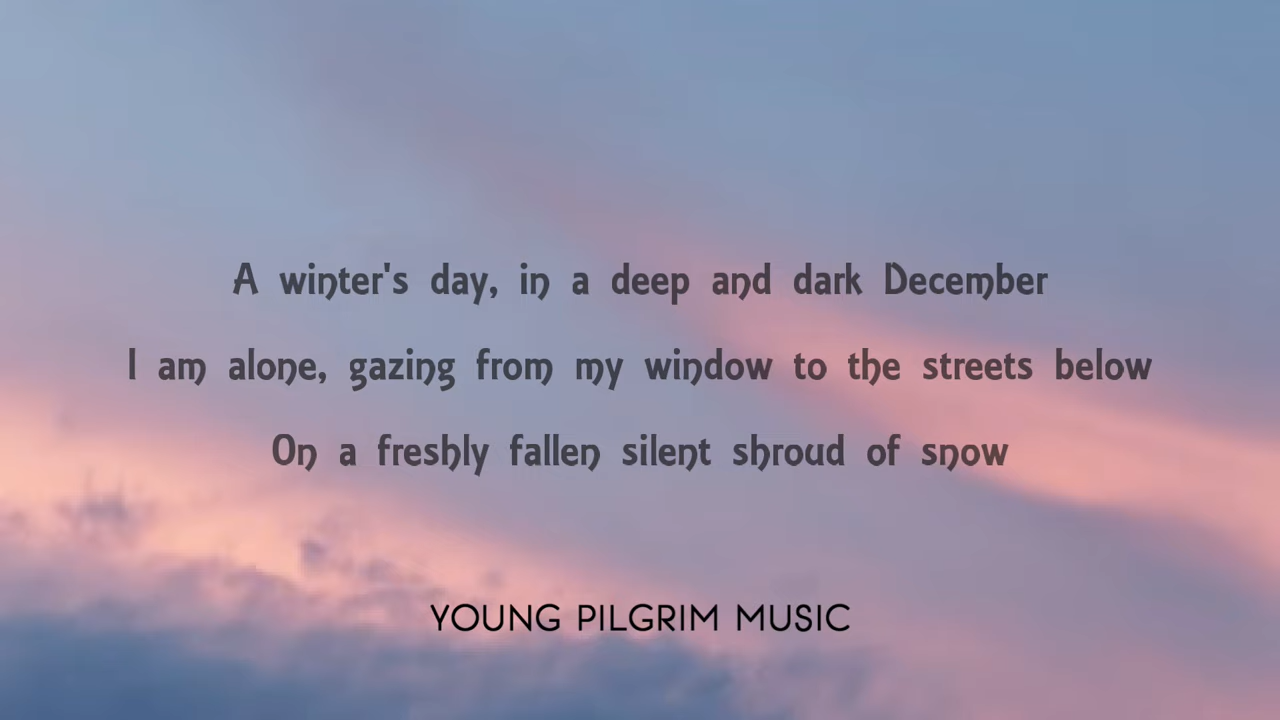 A winter's day, in a deep and dark December
I am alone, gazing from my window to the streets below
On a freshly fallen silent shroud of snow
YOUNG PILGRIM MUSIC